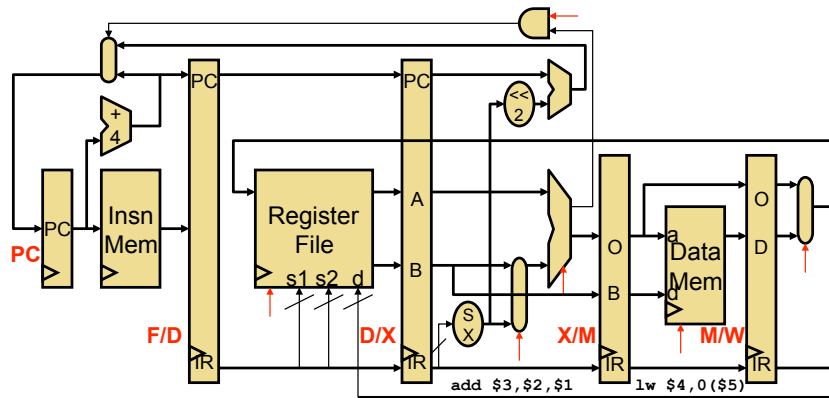 PC
PC
<<
2
+
4
Insn
Mem
PC
PC
Register
File
s1 s2 d
A
B
O
B
a
d
Data
Mem
O
D
S
X
F/D
D/X
X/M
M/W
IR
IR
IR
IR
add $3,$2,$1
lw $4,0($5)